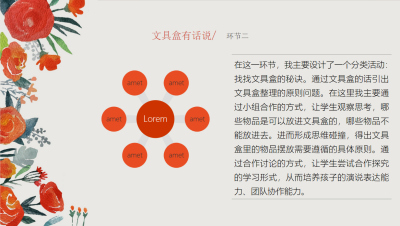 文具盒有话说/ 环节二
在这一环节，我主要设计了一个分类活动：
找找文具盒的秘诀。通过文具盒的话引出
文具盒整理的原则问题。在这里我主要通
过小组合作的方式，让学生观察思考，哪
些物品是可以放进文具盒的，哪些物品不
能放进去。进而形成思维碰撞，得出文具
盒里的物品摆放需要遵循的具体原则。通
过合作讨论的方式，让学生尝试合作探究
的学习形式，从而培养孩子的演说表达能
力、团队协作能力。
amet
amet
amet
Lorem
amet
amet
amet